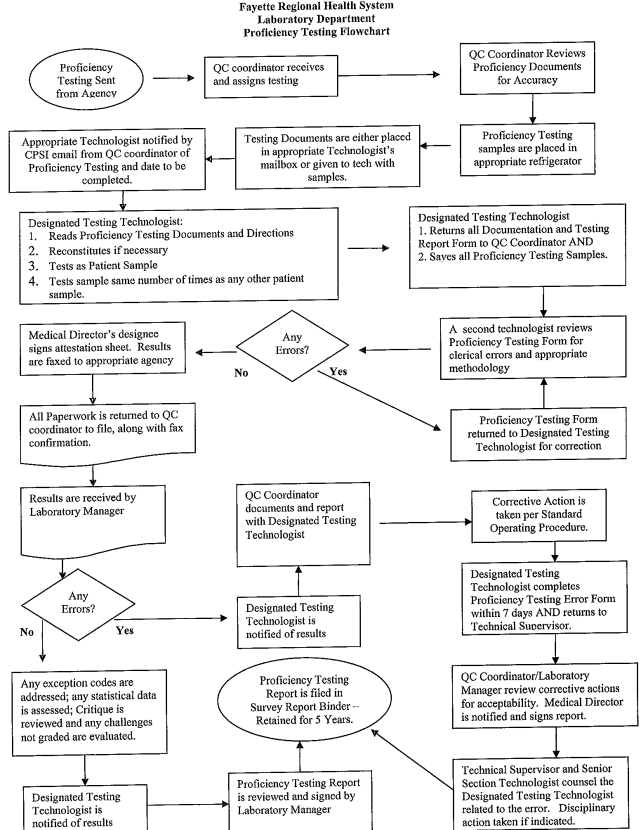 Fayette Regional Health System
Laboratory Department
Proficiency Testing Flowchart
Proficiency
Testing Sent
from Agency
QC coordinator receives
and assigns testing
QC Coordinator Reviews
Proficiency Documents
for Accuracy
Proficiency Testing
samples are placed in
appropriate refrigerator
Testing Documents are either placed
in appropriate Technologist's
mailbox or given to tech with
samples.
Appropriate Technologist notified by
CPSI email from QC coordinator of
Proficiency Testing and date to be
completed.
Designated Testing Technologist:
1. Reads Proficiency Testing Documents and Directions
2. Reconstitutes if necessary
3. Tests as Patient Sample
4. Tests sample same number of times as any other patient
sample.
Designated Testing Technologist
1. Returns all Documentation and Testing
Report Form to QC Coordinator AND
2. Saves all Proficiency Testing Samples.
A second technologist reviews
Proficiency Testing Form for
clerical errors and appropriate
methodology
Any
Errors?
No
Yes
Proficiency Testing Form
returned to Designated Testing
Technologist for correction
Medical Director's designee
signs attestation sheet. Results
are faxed to appropriate agency
All Paperwork is returned to QC
coordinator to file, along with fax
confirmation.
Results are received by
Laboratory Manager
Any
Errors?
No
Yes
Designated Testing
Technologist is
notified of results
QC Coordinator
documents and report
with Designated Testing
Technologist
Corrective Action is
taken per Standard
Operating Procedure.
Designated Testing
Technologist completes
Proficiency Testing Error Form
within 7 days AND returns to
Technical Supervisor.
QC Coordinator/Laboratory
Manager review corrective actions
for acceptability. Medical Director
is notified and signs report.
Technical Supervisor and Senior
Section Technologist counsel the
Designated Testing Technologist
related to the error. Disciplinary
action taken if indicated.
Any exception codes are
addressed; any statistical data
is assessed; Critique is
reviewed and any challenges
not graded are evaluated.
Designated Testing
Technologist is
notified of results
Proficiency Testing Report
is reviewed and signed by
Laboratory Manager
Proficiency Testing
Report is filed in
Survey Report Binder –
Retained for 5 Years.